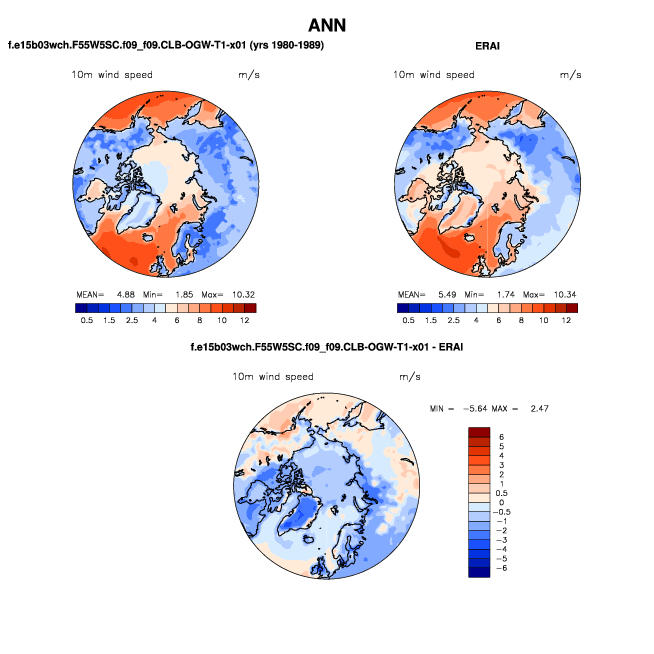 ANN
f.e15b03wch.F55W5SC.f09_f09.CLB-OGW-T1-x01 (yrs 1980-1989)
ERAI
10m wind speed m/s
10m wind speed m/s
MEAN= 4.88 Min= 1.85 Max= 10.32
MEAN= 5.49 Min= 1.74 Max= 10.34
0.5 1.5 2.5 4 6 8 10 12
0.5 1.5 2.5 4 6 8 10 12
f.e15b03wch.F55W5SC.f09_f09.CLB-OGW-T1-x01 - ERAI
10m wind speed m/s
MIN = -5.64 MAX = 2.47
6
5
4
3
2
1
0.5
0
-0.5
-1
-2
-3
-4
-5
-6